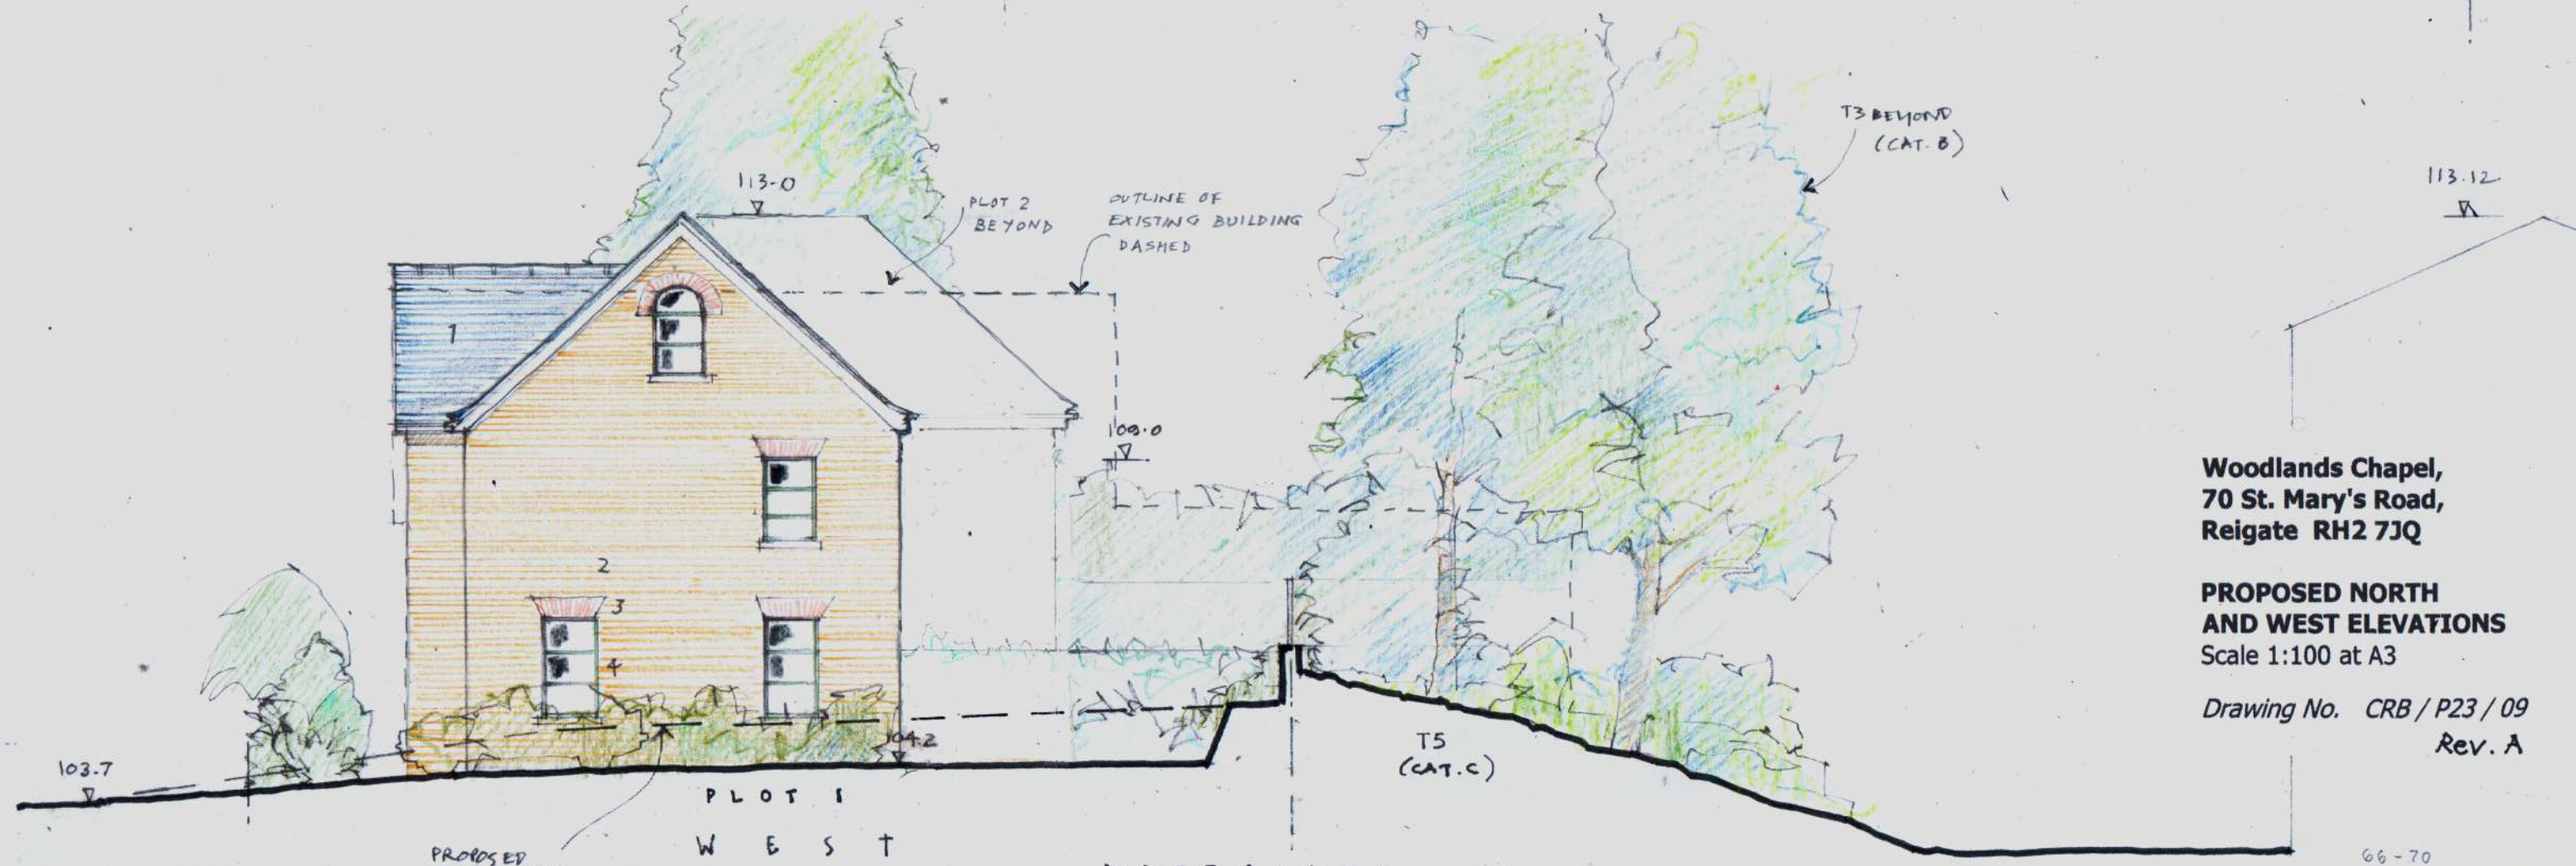 T3 BEYOND
(CAT. B)
113.0
113.12
PLOT 2
BEYOND
OUTLINE OF
EXISTING BUILDING
DASHED
1
109.0
Woodlands Chapel,
70 St. Mary's Road,
Reigate RH2 7JQ
2
3
PROPOSED NORTH
AND WEST ELEVATIONS
Scale 1:100 at A3
4
Drawing No. CRB / P23 / 09
Rev. A
104.2
T5
(CAT. C)
103.7
PLOT 1
WEST
PROPOSED
66-70